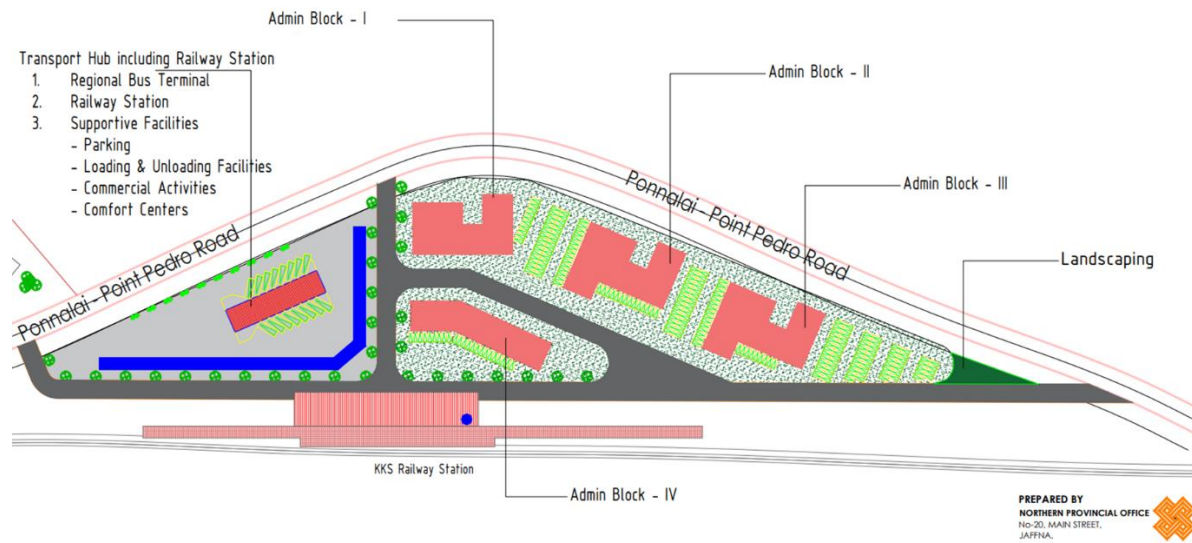 Admin Block - I
Transport Hub including Railway Station
1. Regional Bus Terminal
2. Railway Station
3. Supportive Facilities
- Parking
- Loading & Unloading Facilities
- Commercial Activities
- Comfort Centers
Admin Block - II
Admin Block - III
Ponnalai - Point Pedro Road
Ponnalai - Point Pedro Road
Landscaping
KKS Railway Station
Admin Block - IV
PREPARED BY
NORTHERN PROVINCIAL OFFICE
No-20, MAIN STREET,
JAFFNA.